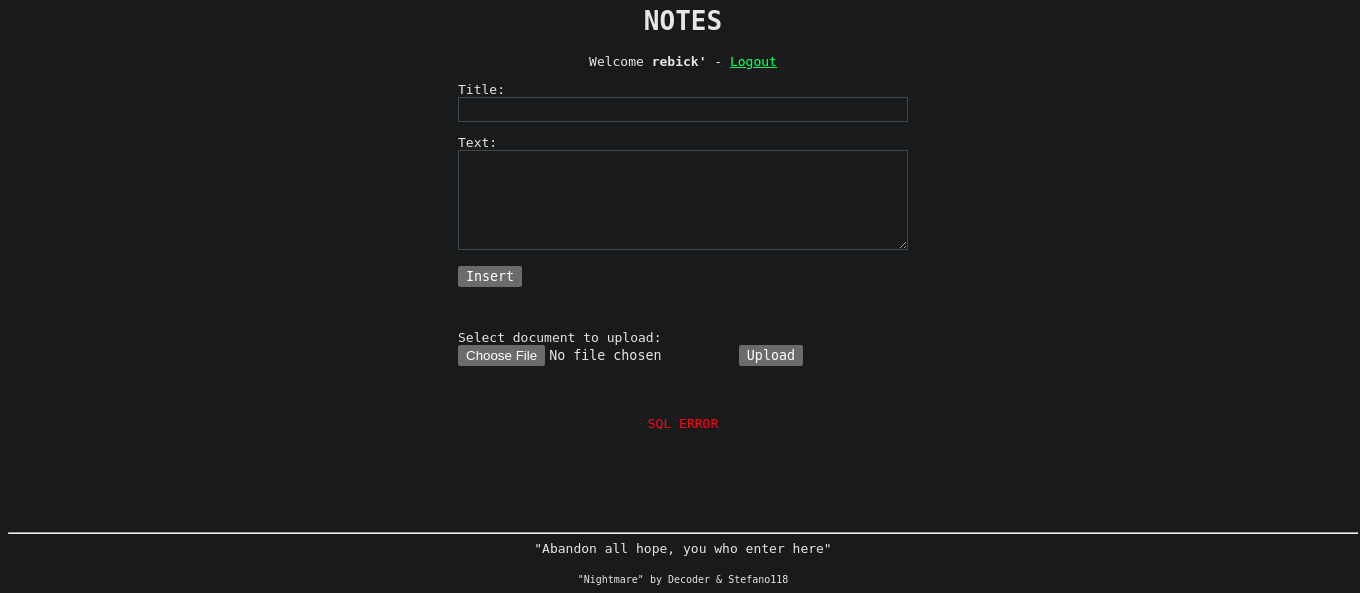 NOTES
Welcome rebick' - Logout
Title:
Text:
Insert
Select document to upload:
Choose File No file chosen Upload
SQL ERROR
"Abandon all hope, you who enter here"
"Nightmare" by Decoder & Stefano118